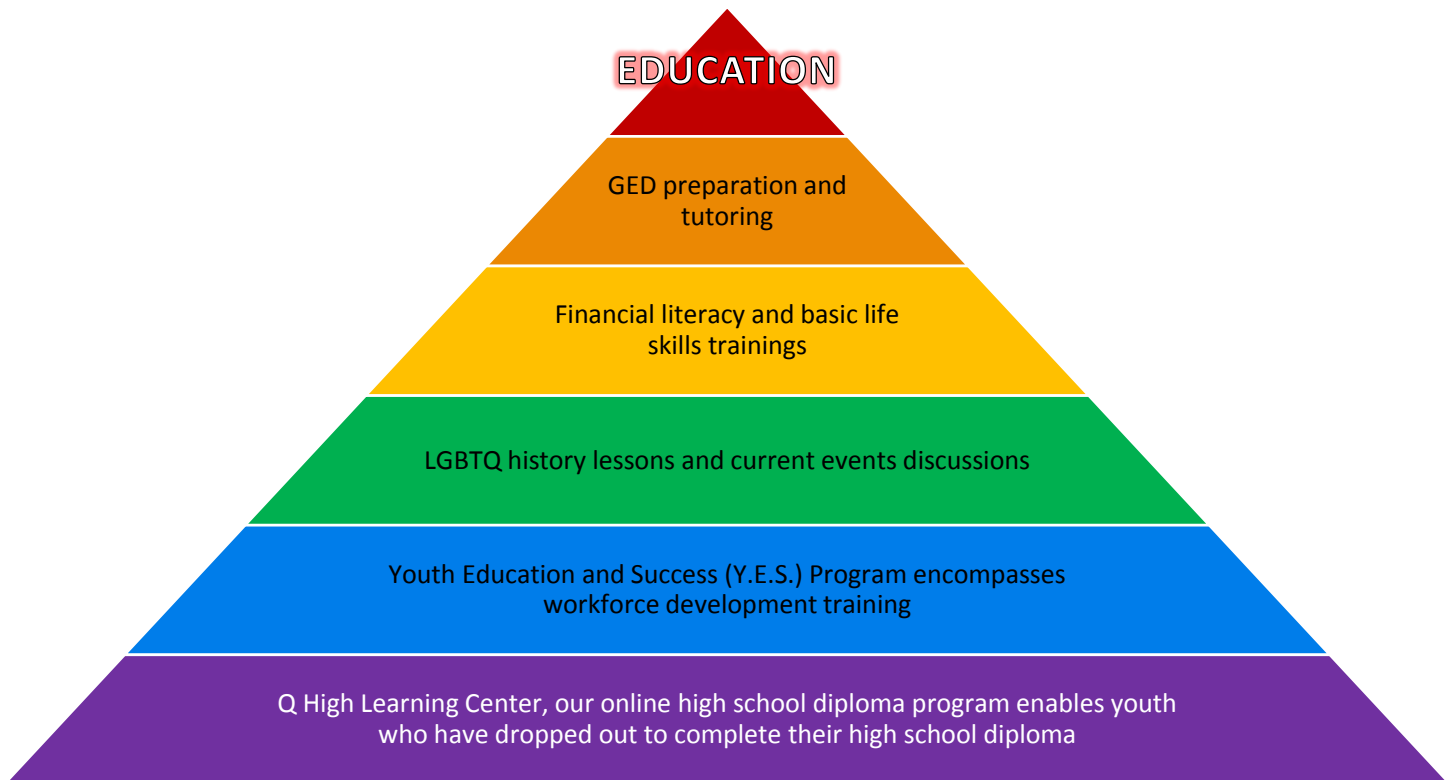 EDUCATION
GED preparation and
tutoring
Financial literacy and basic life
skills trainings
LGBTQ history lessons and current events discussions
Youth Education and Success (Y.E.S.) Program encompasses
workforce development training
Q High Learning Center, our online high school diploma program enables youth
who have dropped out to complete their high school diploma